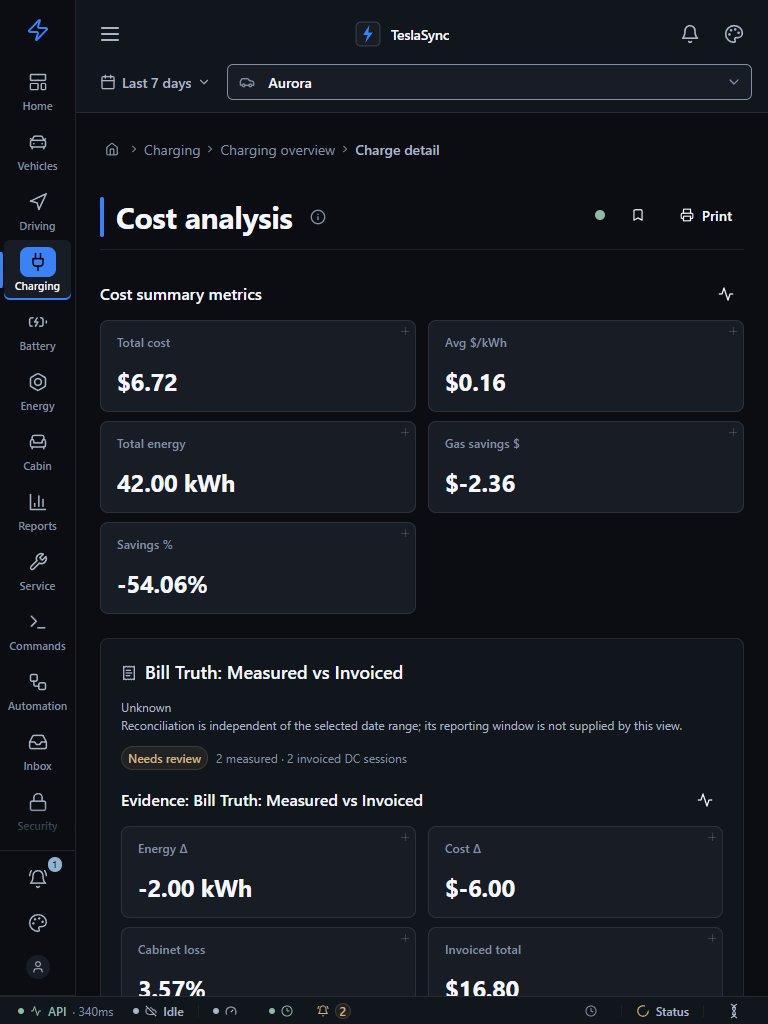 TeslaSync
Last 7 days
Aurora
Home
Vehicles
Driving
Charging
Battery
Energy
Cabin
Reports
Service
Commands
Automation
Inbox
Security
1
Charging
Charging overview
Charge detail
Cost analysis
Print
Cost summary metrics
Total cost
$6.72
Avg $/kWh
$0.16
Total energy
42.00 kWh
Gas savings $
$-2.36
Savings %
-54.06%
Bill Truth: Measured vs Invoiced
Unknown
Reconciliation is independent of the selected date range; its reporting window is not supplied by this view.
Needs review
2 measured · 2 invoiced DC sessions
Evidence: Bill Truth: Measured vs Invoiced
Energy Δ
-2.00 kWh
Cost Δ
$-6.00
Cabinet loss
3.57%
Invoiced total
$16.80
API · 340ms
Idle
2
Status